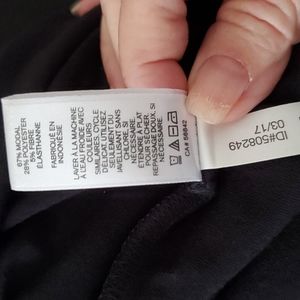 67% MODAL
28% POLYESTER
5% FIBRE
ÉLASTHANNE
FABRIQUÉ EN
INDONÉSIE
LAVER À LA MACHINE
À L'EAU FROIDE AVEC
COULEURS
SIMILAIRES, CYCLE
DÉLICAT. UTILISEZ
SEULEMENT DU
JAVELLISANT SANS
CHLORE, SI
NÉCESSAIRE.
ÉTENDRE À PLAT
POUR SÉCHER.
REPASSAGE DOUX, SI
NÉCESSAIRE.
CA# 06842
ID#5098249
03/17